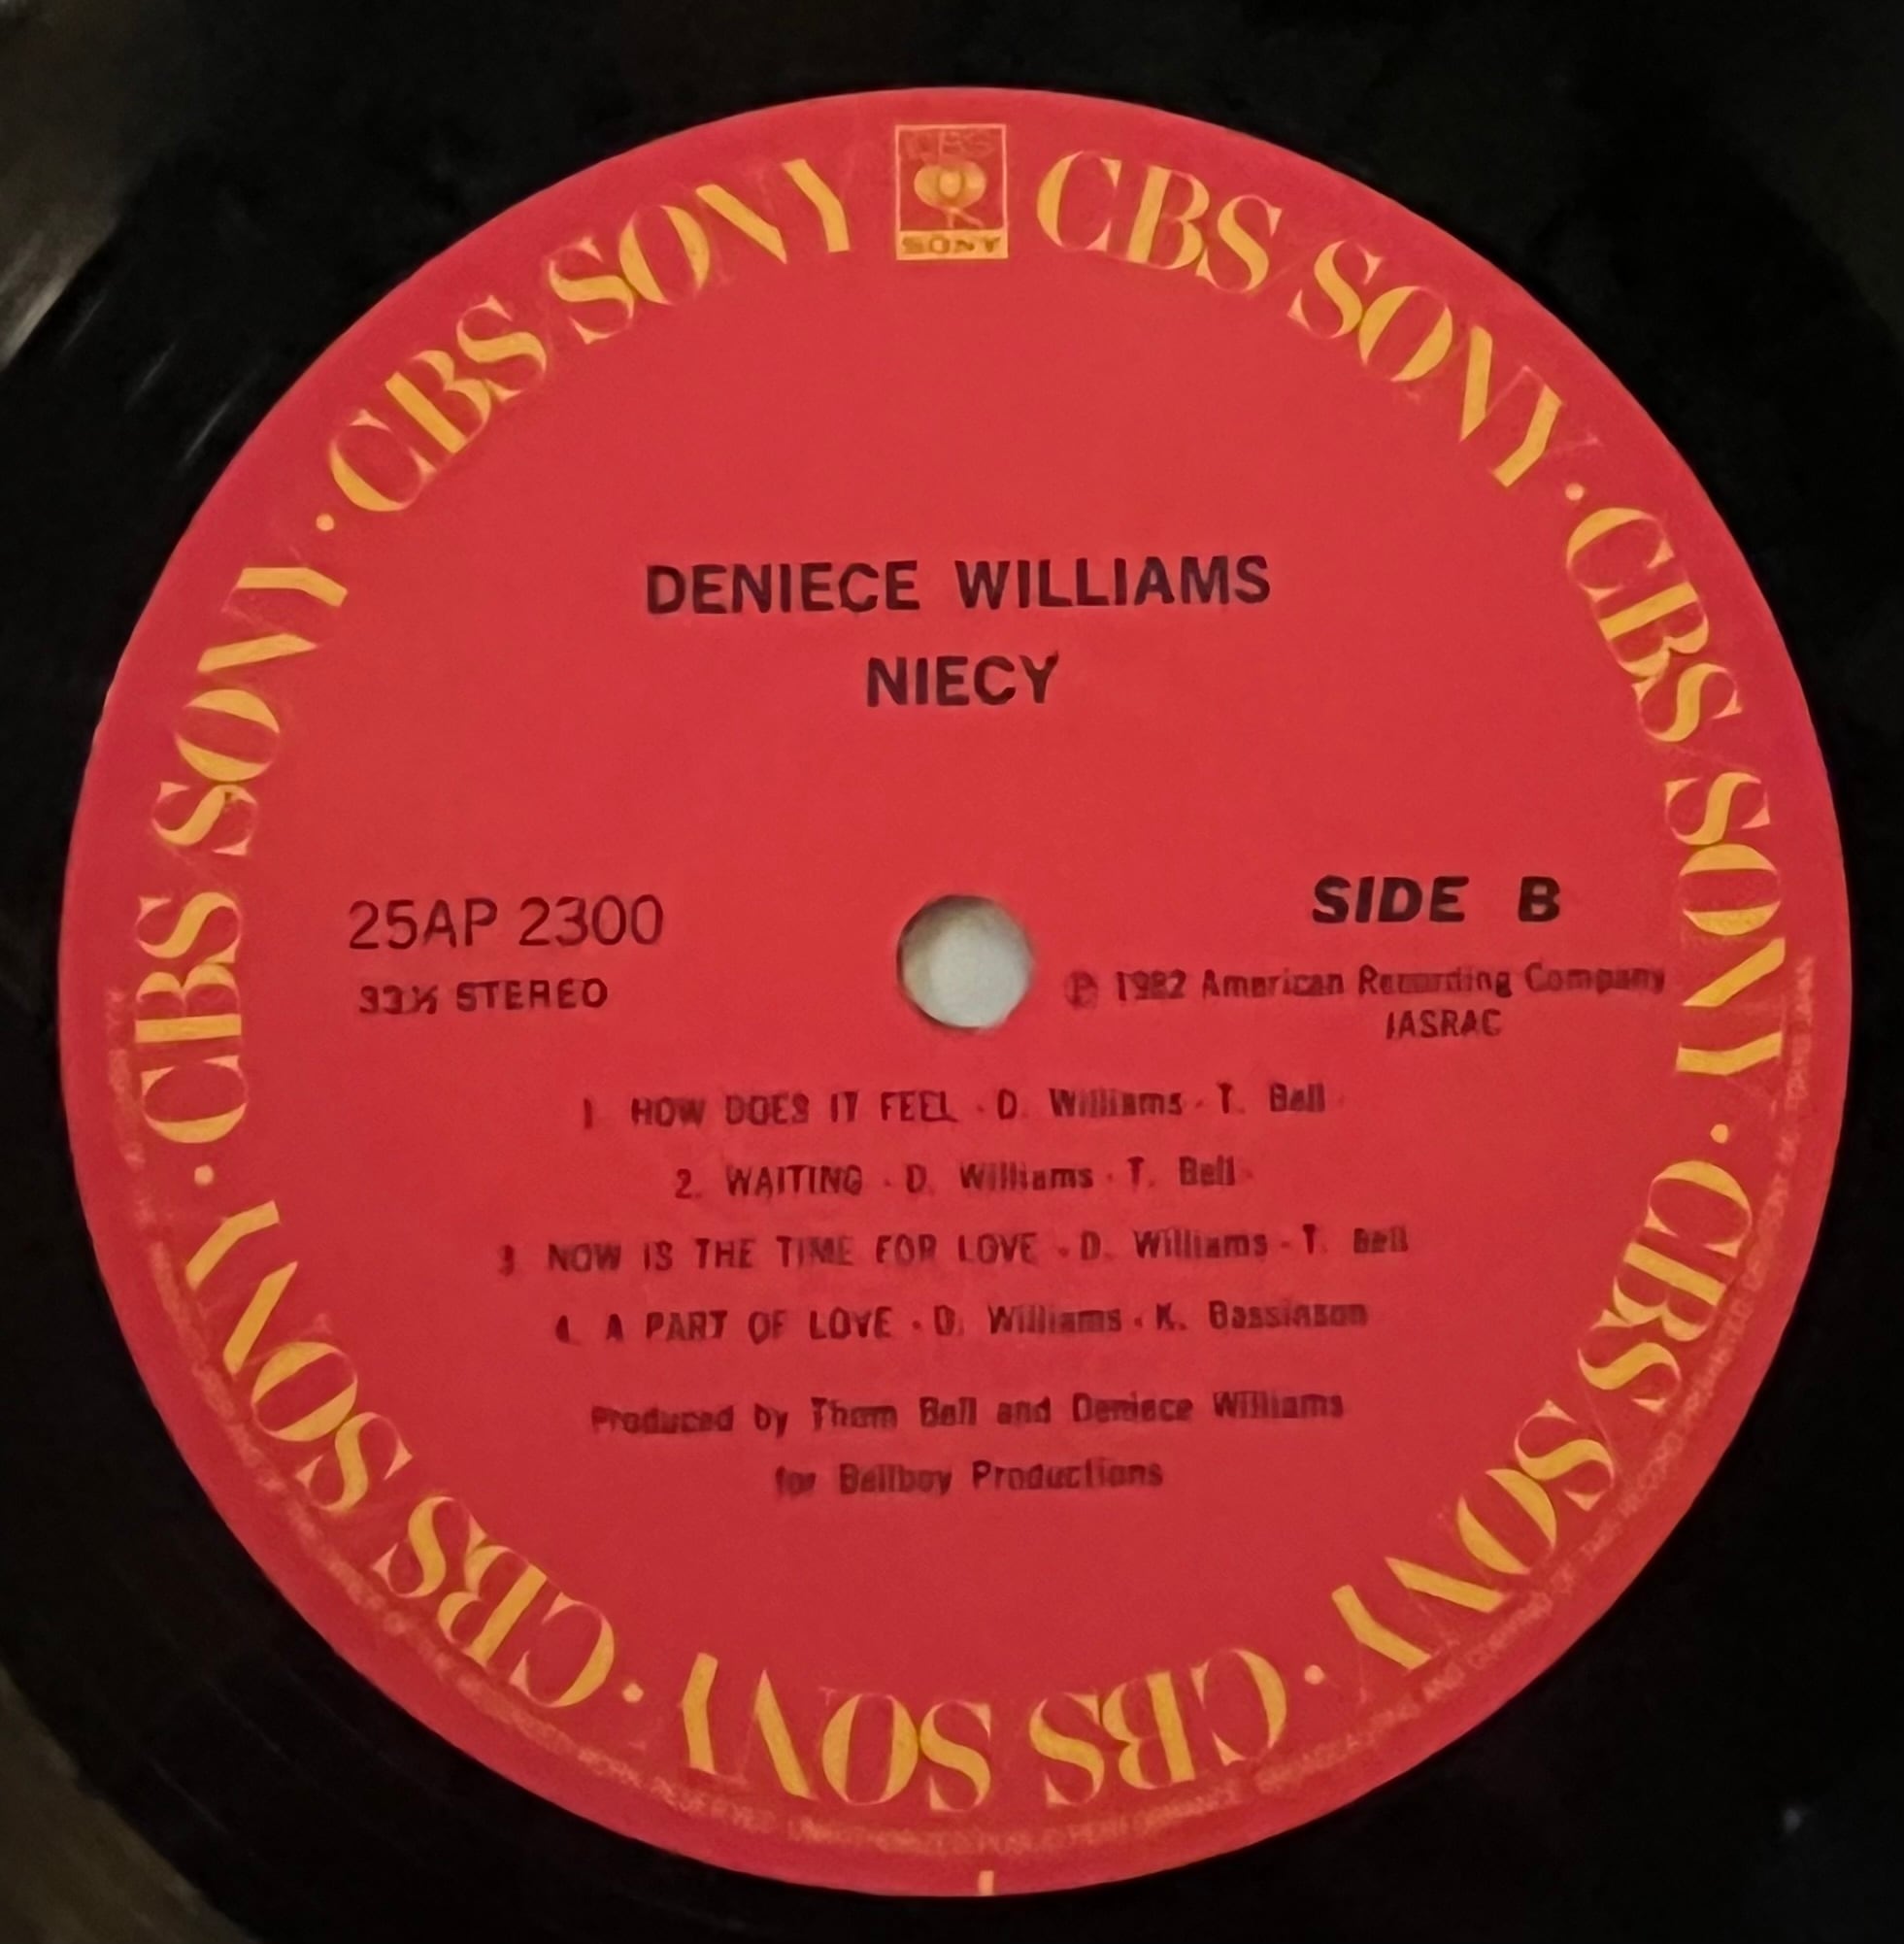 CBS
SONY
CBS SONY · CBS SONY · CBS SONY · CBS SONY · CBS SONY · CBS SONY · CBS SONY
DENIECE WILLIAMS
NIECY
25AP 2300
33⅓ STEREO
SIDE B
℗ 1982 American Recording Company
JASRAC
1. HOW DOES IT FEEL · D. Williams · T. Bell
2. WAITING · D. Williams · T. Bell
3. NOW IS THE TIME FOR LOVE · D. Williams · T. Bell
4. A PART OF LOVE · D. Williams · K.
Produced by Thom Bell and Deniece Williams
for Bellboy Productions